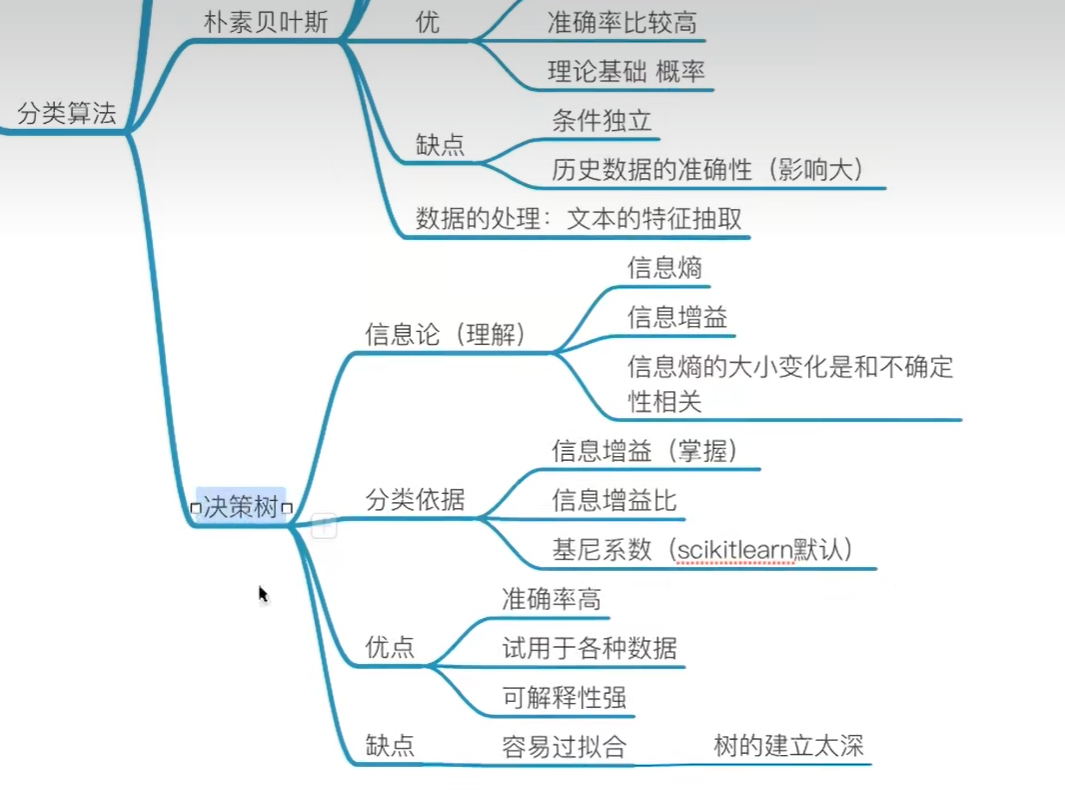 朴素贝叶斯
优
准确率比较高
理论基础 概率
分类算法
缺点
条件独立
历史数据的准确性（影响大）
数据的处理：文本的特征抽取
信息论（理解）
信息熵
信息增益
信息熵的大小变化是和不确定
性相关
决策树
分类依据
信息增益（掌握）
信息增益比
基尼系数（scikitlearn默认）
优点
准确率高
试用于各种数据
可解释性强
缺点
容易过拟合
树的建立太深